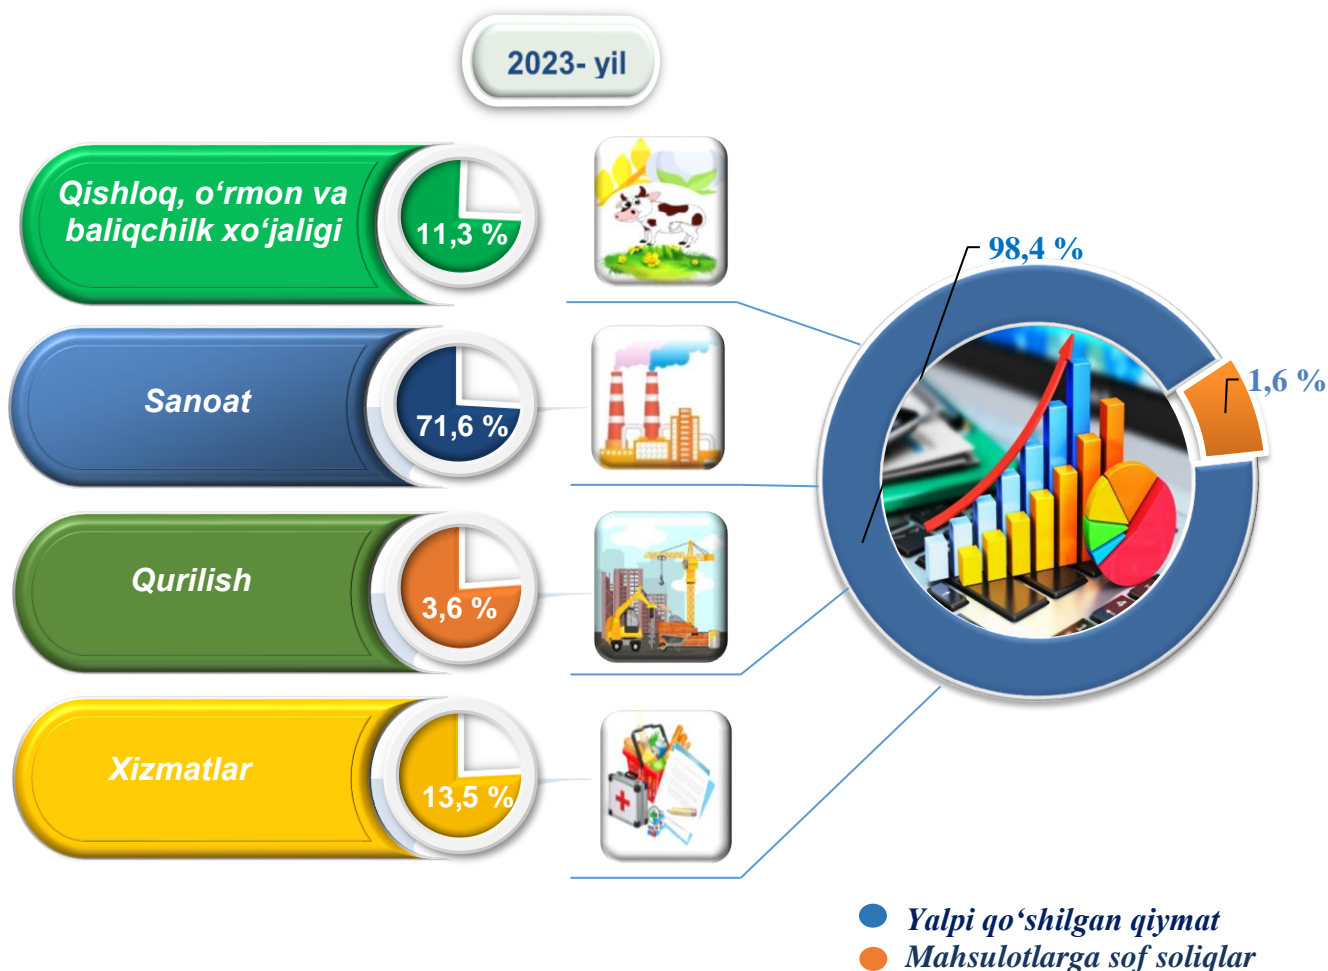 2023- yil
Qishloq, o‘rmon va
baliqchilk xo‘jaligi
11,3 %
Sanoat
71,6 %
Qurilish
3,6 %
Xizmatlar
13,5 %
98,4 %
1,6 %
Yalpi qo‘shilgan qiymat
Mahsulotlarga sof soliqlar